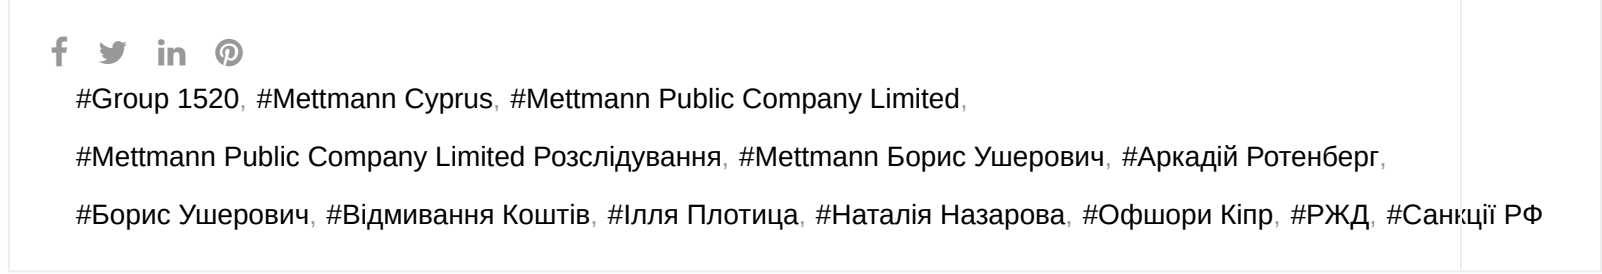 #Group 1520, #Mettmann Cyprus, #Mettmann Public Company Limited,
#Mettmann Public Company Limited Розслідування, #Mettmann Борис Ушерович, #Аркадій Ротенберг,
#Борис Ушерович, #Відмивання Коштів, #Ілля Плотица, #Наталія Назарова, #Офшори Кіпр, #РЖД, #Санкції РФ